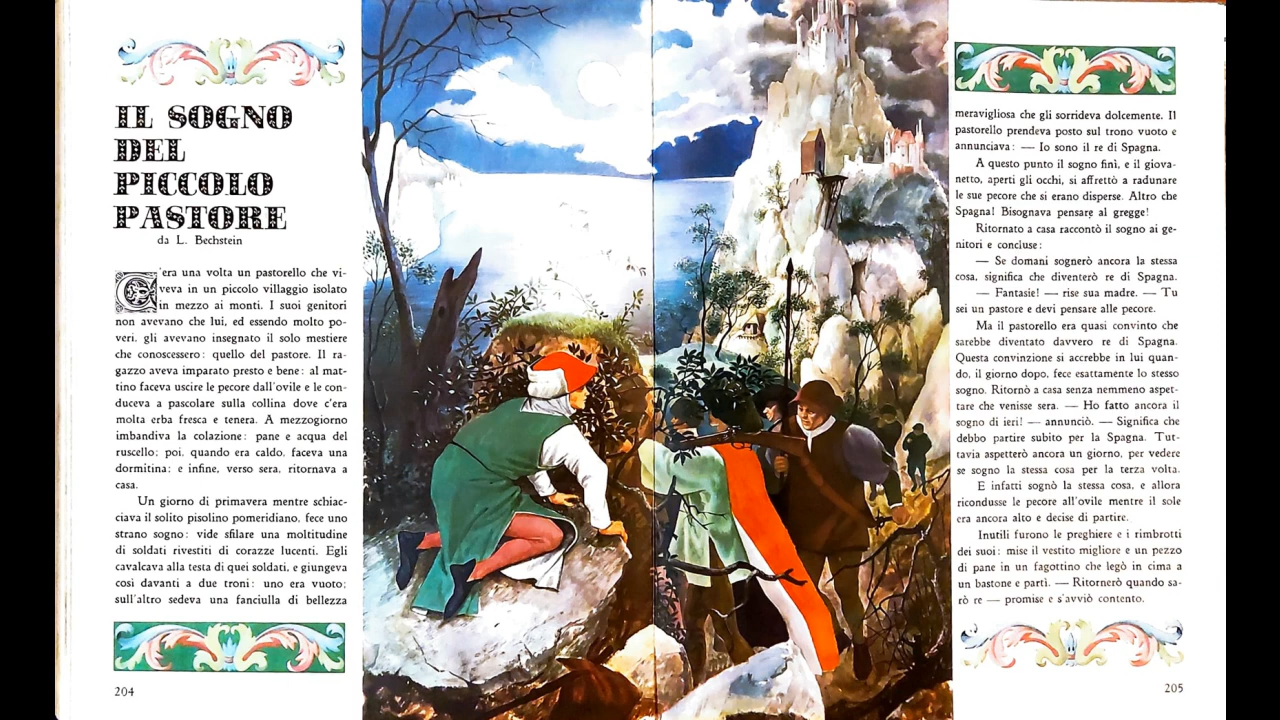 IL SOGNO
DEL
PICCOLO
PASTORE
da L. Bechstein
C'era una volta un pastorello che vi-
veva in un piccolo villaggio isolato
in mezzo ai monti. I suoi genitori
non avevano che lui, ed essendo molto po-
veri, gli avevano insegnato il solo mestiere
che conoscessero: quello del pastore. Il ra-
gazzo aveva imparato presto e bene: al mat-
tino faceva uscire le pecore dall'ovile e le con-
duceva a pascolare sulla collina dove c'era
molta erba fresca e tenera. A mezzogiorno
imbandiva la colazione: pane e acqua del
ruscello; poi, quando era caldo, faceva una
dormitina; e infine, verso sera, ritornava a
casa.
Un giorno di primavera mentre schiac-
ciava il solito pisolino pomeridiano, fece uno
strano sogno: vide sfilare una moltitudine
di soldati rivestiti di corazze lucenti. Egli
cavalcava alla testa di quei soldati, e giungeva
così davanti a due troni: uno era vuoto;
sull'altro sedeva una fanciulla di bellezza
204
meravigliosa che gli sorrideva dolcemente. Il
pastorello prendeva posto sul trono vuoto e
annunciava: — Io sono il re di Spagna.
A questo punto il sogno finì, e il giova-
netto, aperti gli occhi, si affrettò a radunare
le sue pecore che si erano disperse. Altro che
Spagna! Bisognava pensare al gregge!
Ritornato a casa raccontò il sogno ai ge-
nitori e concluse:
— Se domani sognerò ancora la stessa
cosa, significa che diventerò re di Spagna.
— Fantasie! — rise sua madre. — Tu
sei un pastore e devi pensare alle pecore.
Ma il pastorello era quasi convinto che
sarebbe diventato davvero re di Spagna.
Questa convinzione si accrebbe in lui quan-
do, il giorno dopo, fece esattamente lo stesso
sogno. Ritornò a casa senza nemmeno aspet-
tare che venisse sera. — Ho fatto ancora il
sogno di ieri! — annunciò. — Significa che
debbo partire subito per la Spagna. Tut-
tavia aspetterò ancora un giorno, per vedere
se sogno la stessa cosa per la terza volta.
E infatti sognò la stessa cosa, e allora
ricondusse le pecore all'ovile mentre il sole
era ancora alto e decise di partire.
Inutili furono le preghiere e i rimbrotti
dei suoi: mise il vestito migliore e un pezzo
di pane in un fagottino che legò in cima a
un bastone e partì. — Ritornerò quando sa-
rò re — promise e s'avviò contento.
205